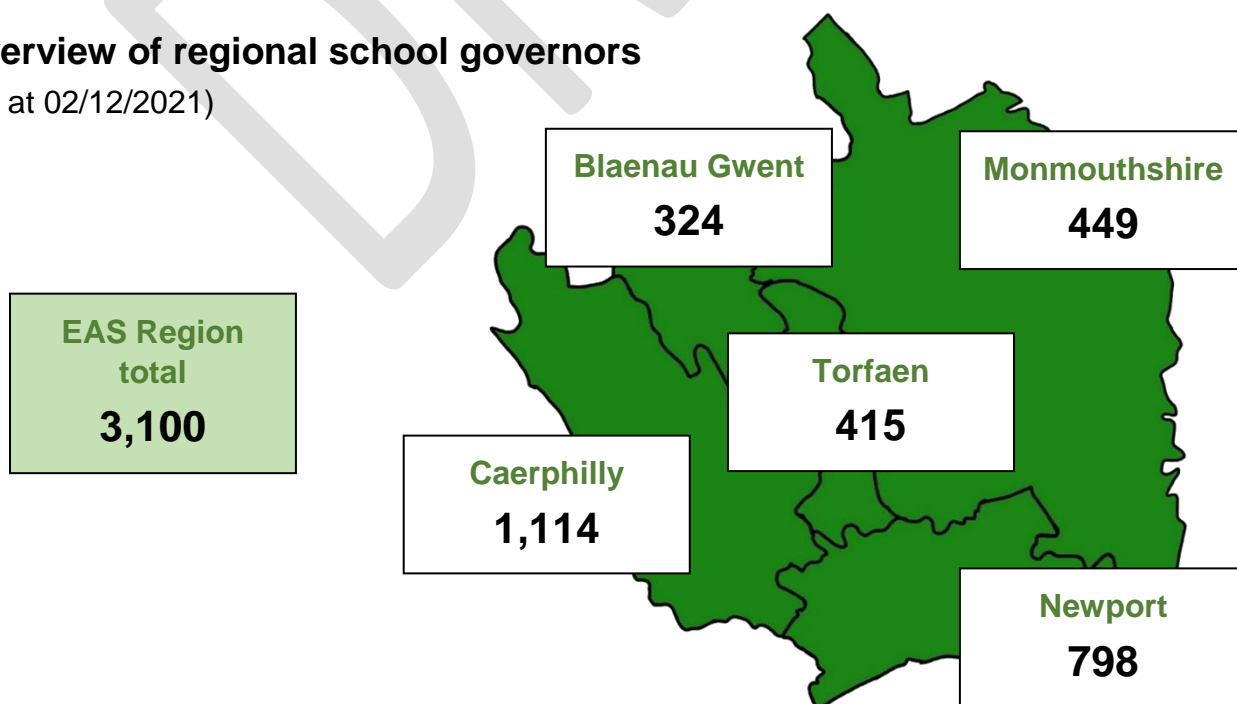 verview of regional school governors
at 02/12/2021)
Blaenau Gwent
324
Monmouthshire
449
EAS Region
total
3,100
Torfaen
415
Caerphilly
1,114
Newport
798